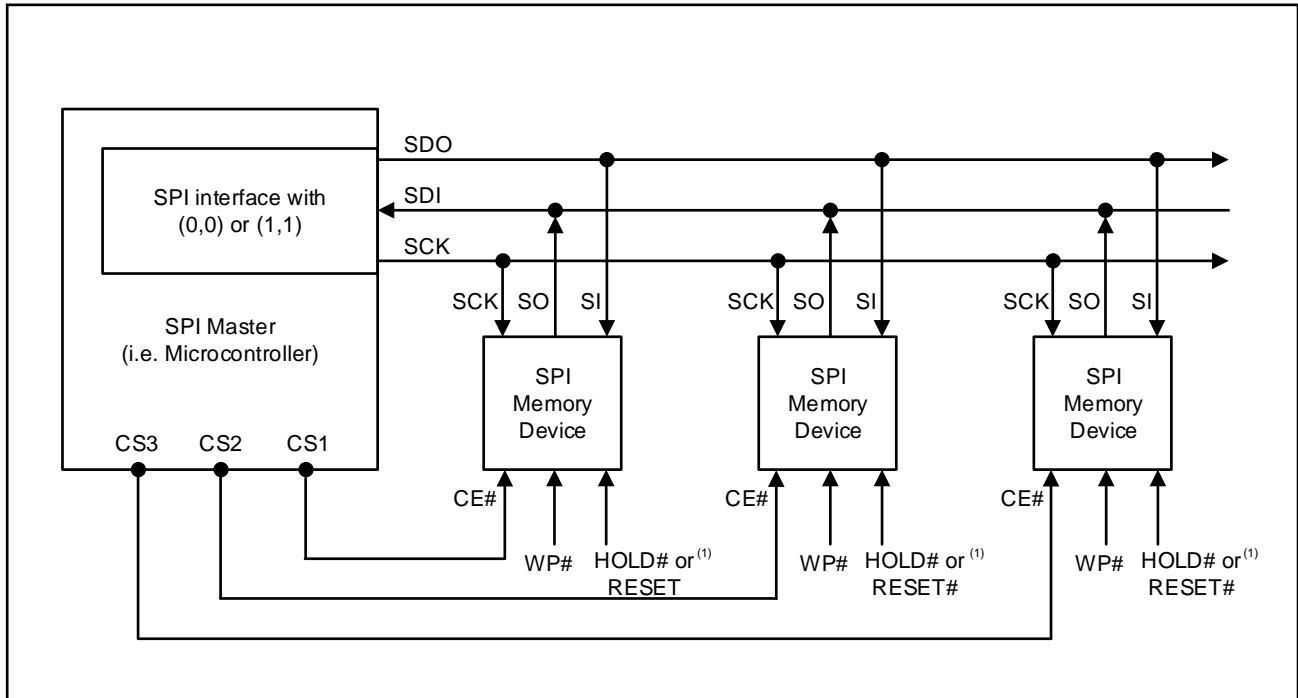 SDO
SDI
SCK
SPI interface with
(0,0) or (1,1)
SPI Master
(i.e. Microcontroller)
CS3 CS2 CS1
SCK SO SI
SPI
Memory
Device
CE#
WP#
HOLD# or (1)
RESET
SCK SO SI
SPI
Memory
Device
CE#
WP#
HOLD# or (1)
RESET#
SCK SO SI
SPI
Memory
Device
CE#
WP#
HOLD# or (1)
RESET#